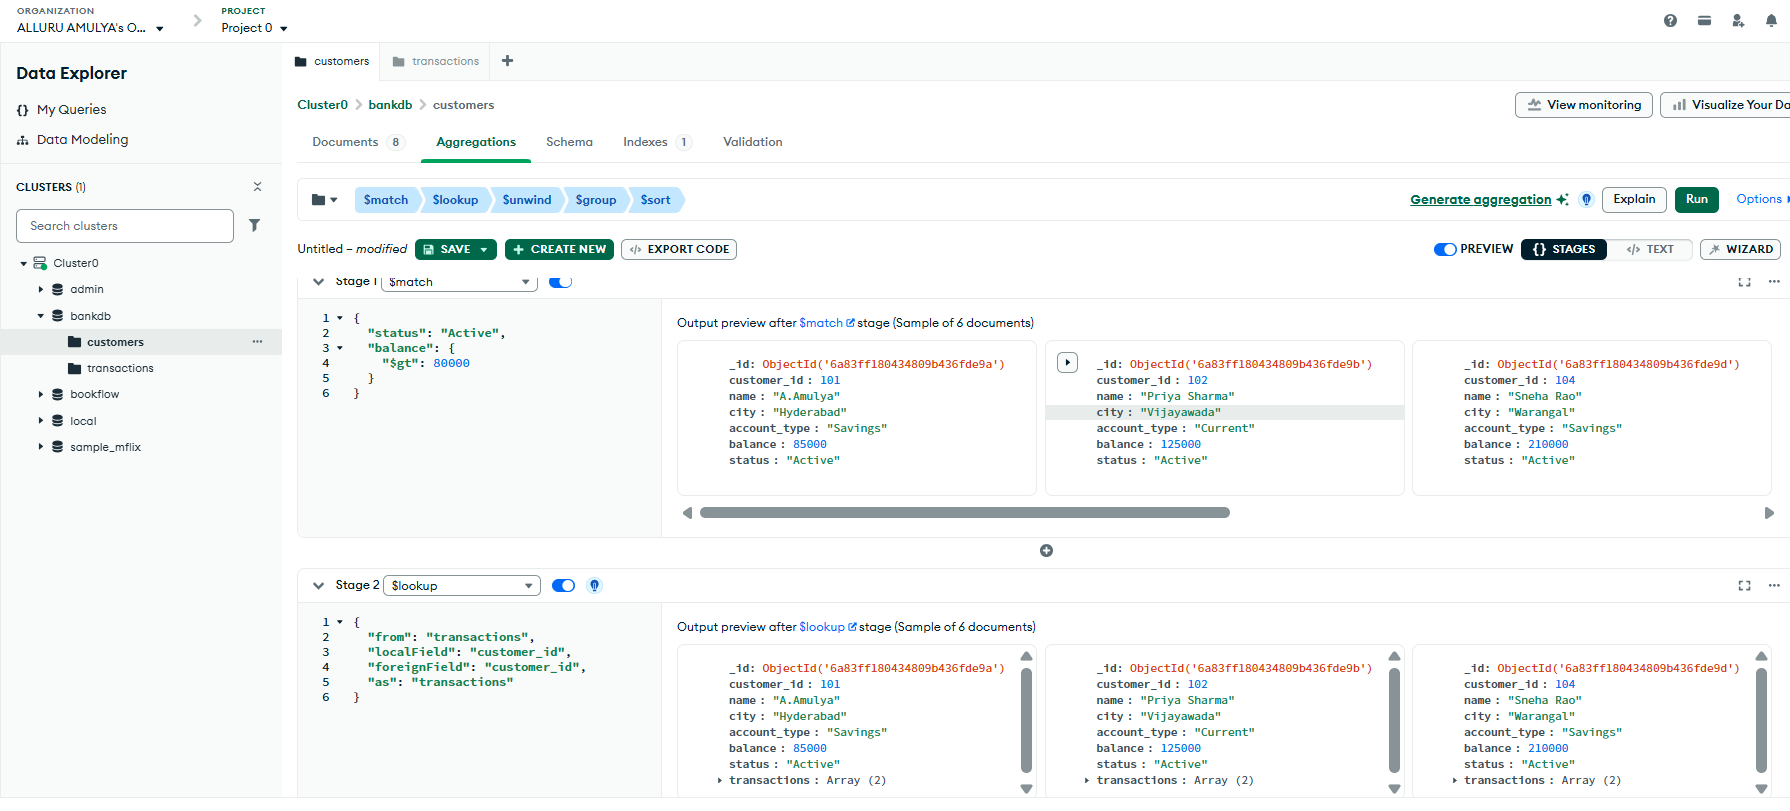 ORGANIZATION
ALLURU AMULYA's O...
PROJECT
Project 0
Data Explorer
My Queries
Data Modeling
CLUSTERS (1)
Search clusters
Cluster0
admin
bankdb
customers
transactions
bookflow
local
sample_mflix
customers
transactions
Cluster0 > bankdb > customers
View monitoring
Visualize Your Da
Documents 8
Aggregations
Schema
Indexes 1
Validation
$match
$lookup
$unwind
$group
$sort
Generate aggregation
Explain
Run
Options
Untitled – modified
SAVE
CREATE NEW
EXPORT CODE
PREVIEW
{} STAGES
</> TEXT
WIZARD
Stage 1 $match
1 {
2 "status": "Active",
3 "balance": {
4 "$gt": 80000
5 }
6 }
Output preview after $match stage (Sample of 6 documents)
_id: ObjectId('6a83ff180434809b436fde9a')
customer_id : 101
name : "A.Amulya"
city : "Hyderabad"
account_type : "Savings"
balance : 85000
status : "Active"
_id: ObjectId('6a83ff180434809b436fde9b')
customer_id : 102
name : "Priya Sharma"
city : "Vijayawada"
account_type : "Current"
balance : 125000
status : "Active"
_id: ObjectId('6a83ff180434809b436fde9d')
customer_id : 104
name : "Sneha Rao"
city : "Warangal"
account_type : "Savings"
balance : 210000
status : "Active"
Stage 2 $lookup
1 {
2 "from": "transactions",
3 "localField": "customer_id",
4 "foreignField": "customer_id",
5 "as": "transactions"
6 }
Output preview after $lookup stage (Sample of 6 documents)
_id: ObjectId('6a83ff180434809b436fde9a')
customer_id : 101
name : "A.Amulya"
city : "Hyderabad"
account_type : "Savings"
balance : 85000
status : "Active"
transactions : Array (2)
_id: ObjectId('6a83ff180434809b436fde9b')
customer_id : 102
name : "Priya Sharma"
city : "Vijayawada"
account_type : "Current"
balance : 125000
status : "Active"
transactions : Array (2)
_id: ObjectId('6a83ff180434809b436fde9d')
customer_id : 104
name : "Sneha Rao"
city : "Warangal"
account_type : "Savings"
balance : 210000
status : "Active"
transactions : Array (2)